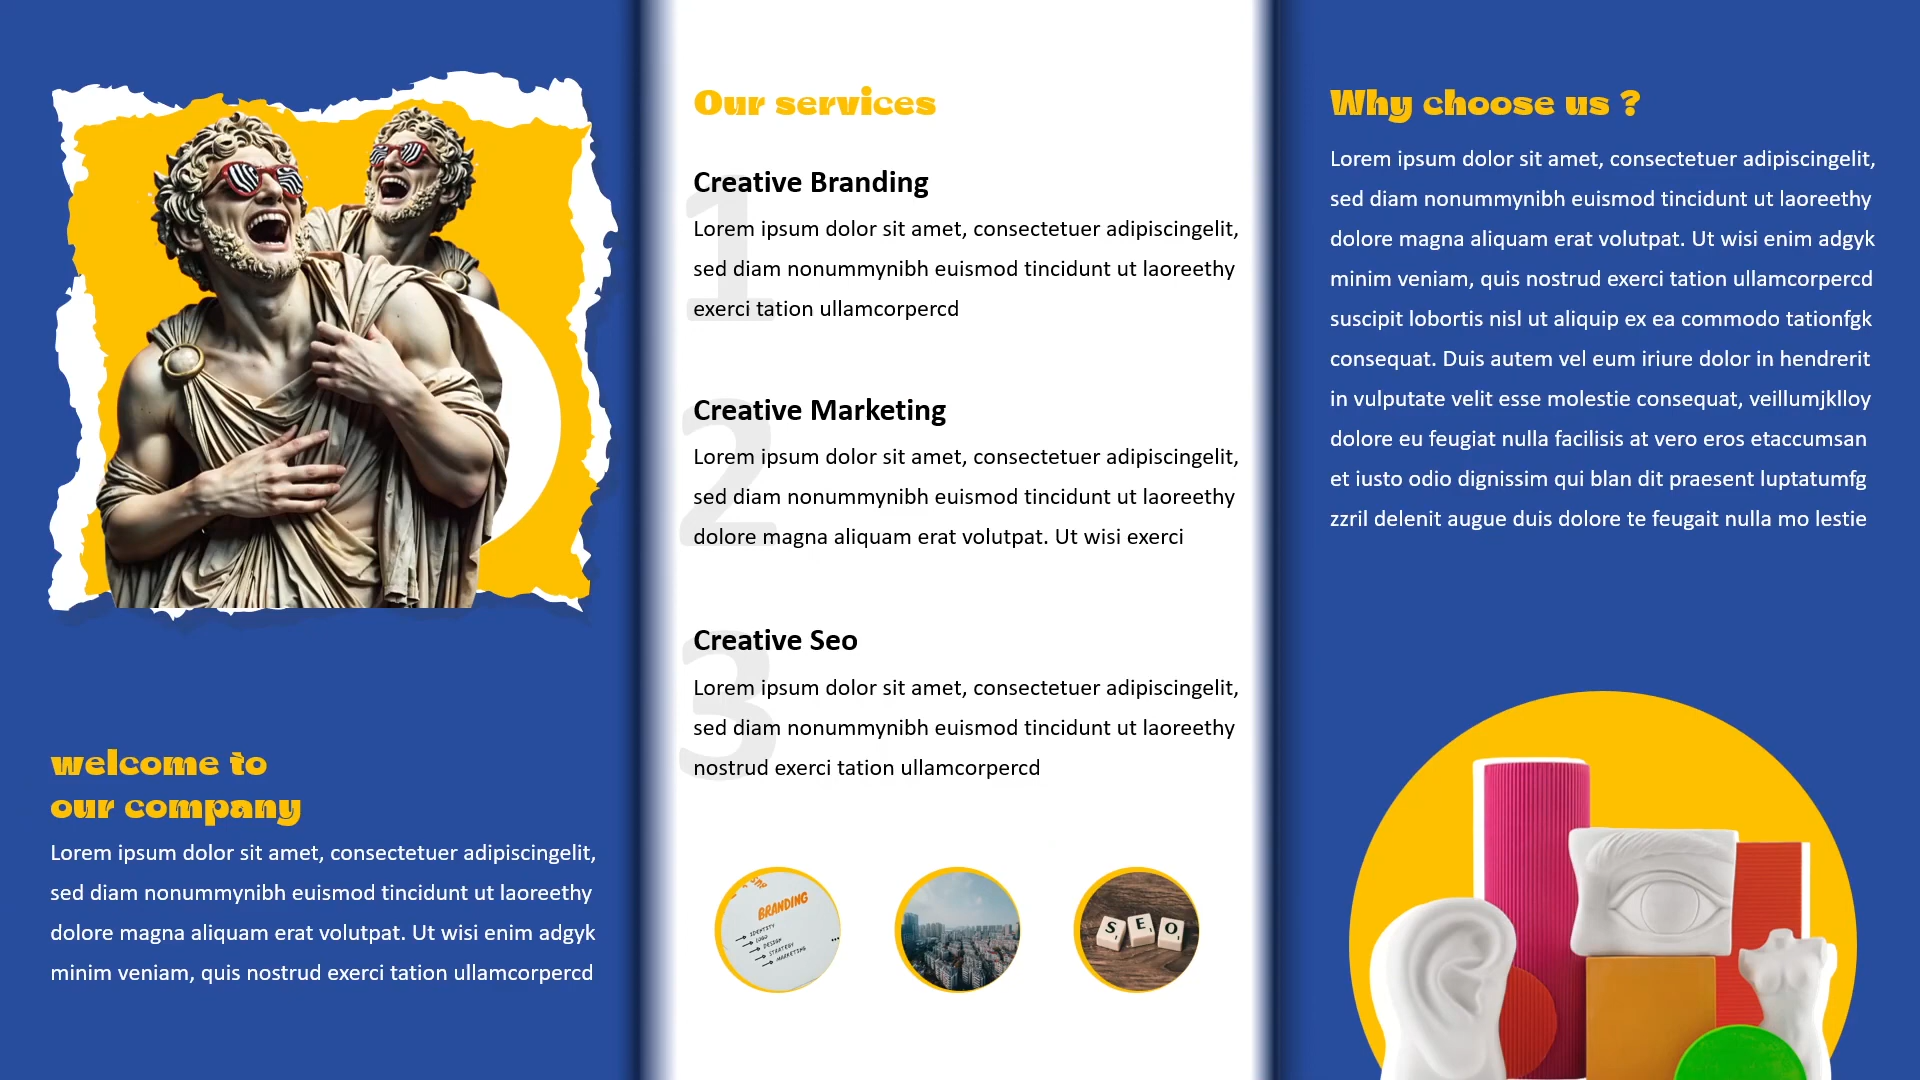 welcome to
our company
Lorem ipsum dolor sit amet, consectetuer adipiscingelit,
sed diam nonummynibh euismod tincidunt ut laoreethy
dolore magna aliquam erat volutpat. Ut wisi enim adgyk
minim veniam, quis nostrud exerci tation ullamcorpercd
Our services
1
Creative Branding
Lorem ipsum dolor sit amet, consectetuer adipiscingelit,
sed diam nonummynibh euismod tincidunt ut laoreethy
exerci tation ullamcorpercd
2
Creative Marketing
Lorem ipsum dolor sit amet, consectetuer adipiscingelit,
sed diam nonummynibh euismod tincidunt ut laoreethy
dolore magna aliquam erat volutpat. Ut wisi exerci
3
Creative Seo
Lorem ipsum dolor sit amet, consectetuer adipiscingelit,
sed diam nonummynibh euismod tincidunt ut laoreethy
nostrud exerci tation ullamcorpercd
BRANDING
IDENTITY
LOGO
DESIGN
STRATEGY
MARKETING
SEO
Why choose us ?
Lorem ipsum dolor sit amet, consectetuer adipiscingelit,
sed diam nonummynibh euismod tincidunt ut laoreethy
dolore magna aliquam erat volutpat. Ut wisi enim adgyk
minim veniam, quis nostrud exerci tation ullamcorpercd
suscipit lobortis nisl ut aliquip ex ea commodo tationfgk
consequat. Duis autem vel eum iriure dolor in hendrerit
in vulputate velit esse molestie consequat, veillumjklloy
dolore eu feugiat nulla facilisis at vero eros etaccumsan
et iusto odio dignissim qui blan dit praesent luptatumfg
zzril delenit augue duis dolore te feugait nulla mo lestie